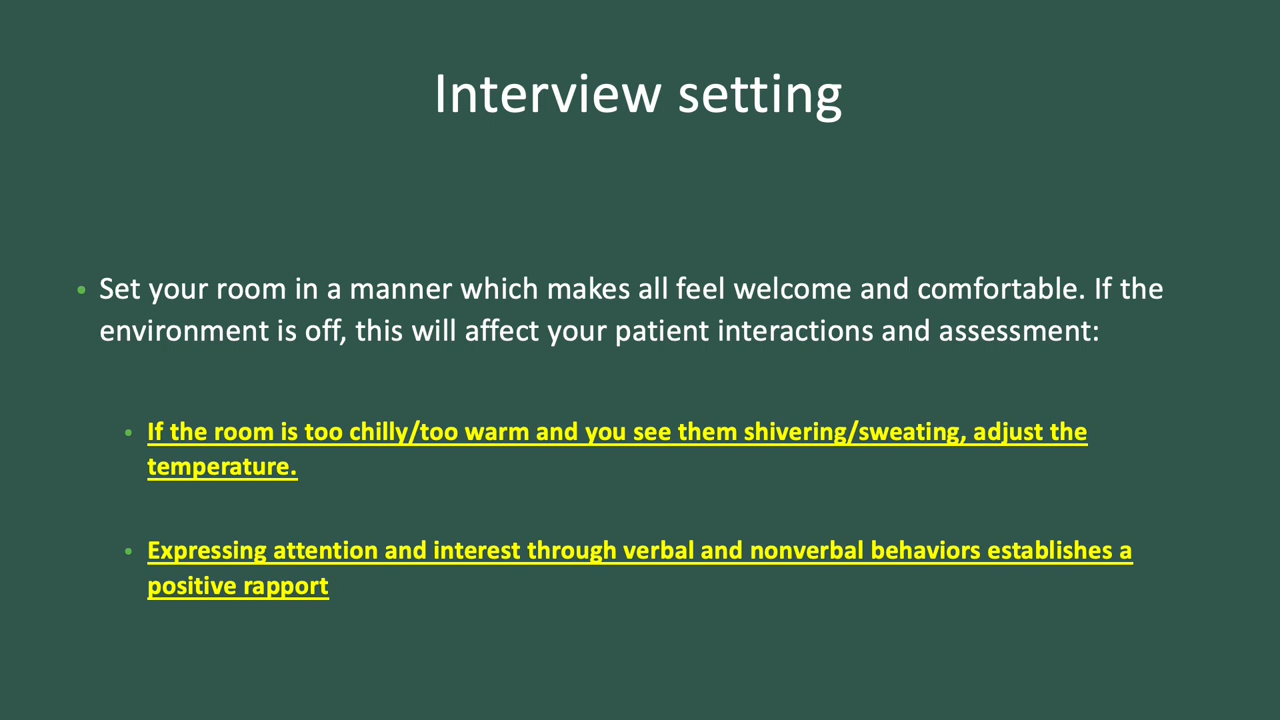 Interview setting
• Set your room in a manner which makes all feel welcome and comfortable. If the
environment is off, this will affect your patient interactions and assessment:
• If the room is too chilly/too warm and you see them shivering/sweating, adjust the
temperature.
• Expressing attention and interest through verbal and nonverbal behaviors establishes a
positive rapport